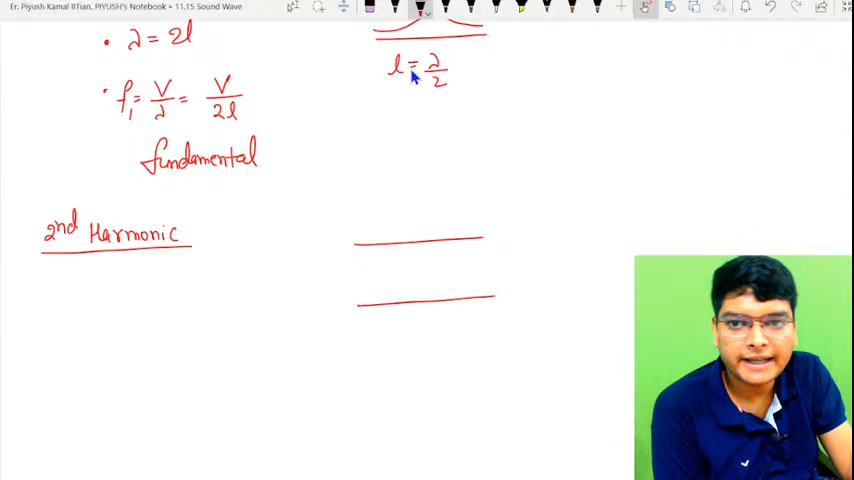 Er. Piyush Kamal IITian. PIYUSH's Notebook » 11.15 Sound Wave
• λ = 2l
l = λ/2
• f₁ = V/λ = V/2l
fundamental
2nd Harmonic